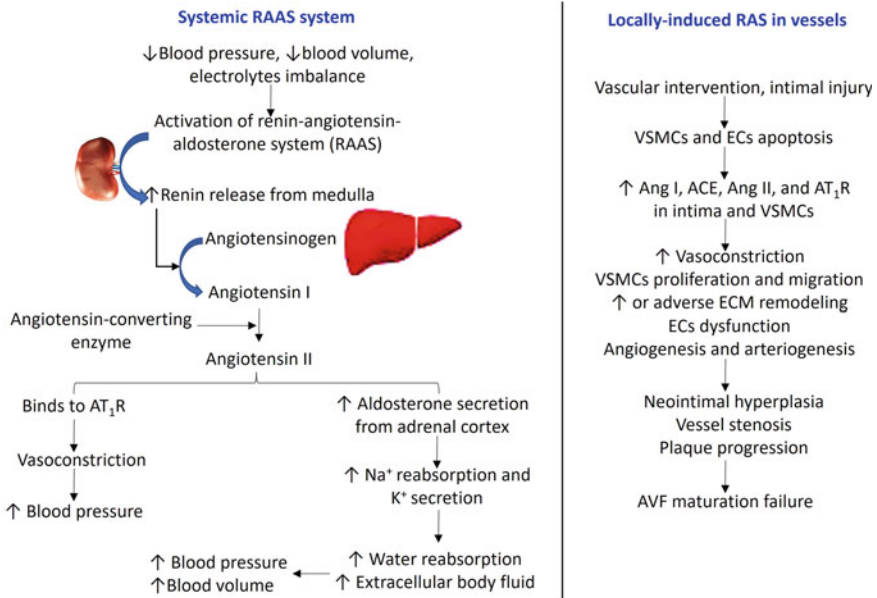 Systemic RAAS system
↓Blood pressure, ↓blood volume,
electrolytes imbalance
Activation of renin-angiotensin-
aldosterone system (RAAS)
↑ Renin release from medulla
Angiotensinogen
Angiotensin I
Angiotensin-converting
enzyme
Angiotensin II
Binds to AT₁R
Vasoconstriction
↑ Blood pressure
↑ Aldosterone secretion
from adrenal cortex
↑ Na⁺ reabsorption and
K⁺ secretion
↑ Water reabsorption
↑ Extracellular body fluid
↑ Blood pressure
↑Blood volume
Locally-induced RAS in vessels
Vascular intervention, intimal injury
VSMCs and ECs apoptosis
↑ Ang I, ACE, Ang II, and AT₁R
in intima and VSMCs
↑ Vasoconstriction
VSMCs proliferation and migration
↑ or adverse ECM remodeling
ECs dysfunction
Angiogenesis and arteriogenesis
Neointimal hyperplasia
Vessel stenosis
Plaque progression
AVF maturation failure